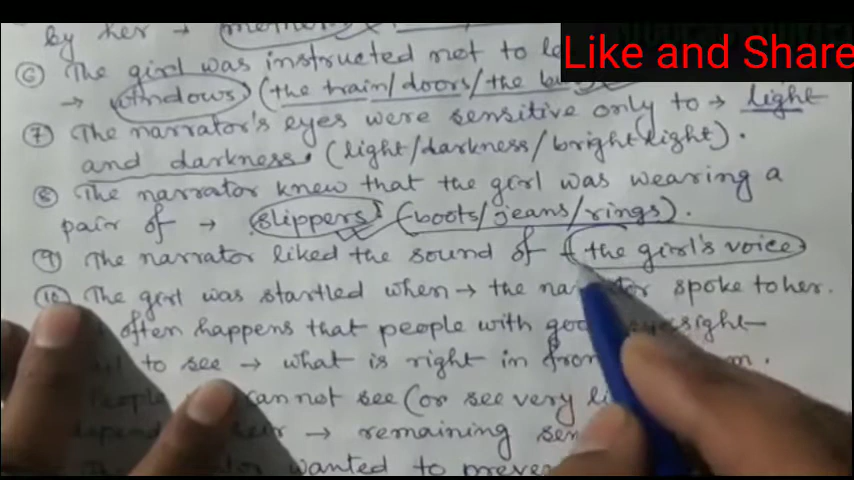 by her →
Like and Share
⑥ The girl was instructed not to
→ windows (the train/doors/the
⑦ The narrator's eyes were sensitive only to → light
and darkness. (light/darkness/bright light).
⑧ The narrator knew that the girl was wearing a
pair of → slippers (boots/jeans/rings).
⑨ The narrator liked the sound of the girl's voice
⑩ The girl was startled when → the narrator spoke to her.
often happens that people with good eyesight
to see → what is right in
People cannot see (or see very
→ remaining
wanted to